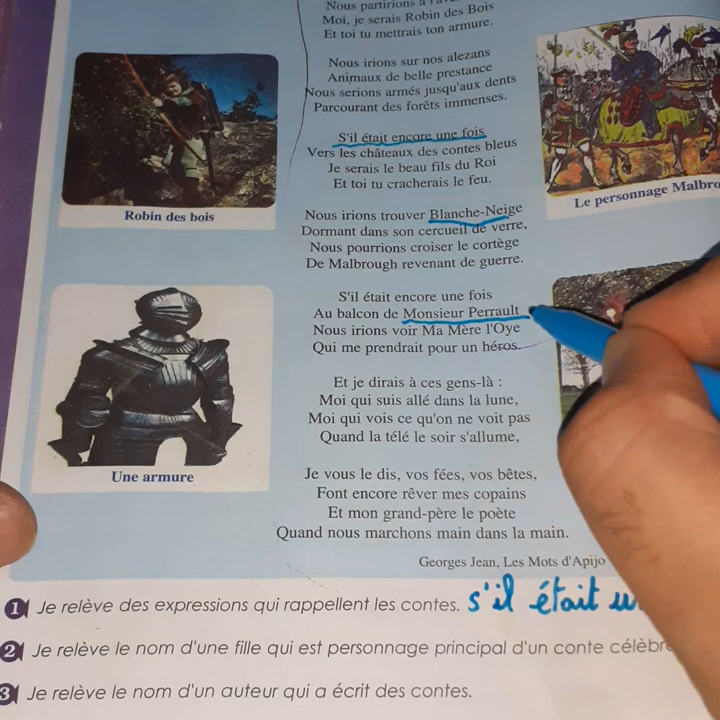 Nous partirions à l'
Moi, je serais Robin des Bois
Et toi tu mettrais ton armure.
Nous irions sur nos alezans
Animaux de belle prestance
Nous serions armés jusqu'aux dents
Parcourant des forêts immenses.
S'il était encore une fois
Vers les châteaux des contes bleus
Je serais le beau fils du Roi
Et toi tu cracherais le feu.
Robin des bois
Le personnage Malbro
Nous irions trouver Blanche-Neige
Dormant dans son cercueil de verre,
Nous pourrions croiser le cortège
De Malbrough revenant de guerre.
S'il était encore une fois
Au balcon de Monsieur Perrault
Nous irions voir Ma Mère l'Oye
Qui me prendrait pour un héros.
Et je dirais à ces gens-là :
Moi qui suis allé dans la lune,
Moi qui vois ce qu'on ne voit pas
Quand la télé le soir s'allume,
Une armure
Je vous le dis, vos fées, vos bêtes,
Font encore rêver mes copains
Et mon grand-père le poète
Quand nous marchons main dans la main.
Georges Jean, Les Mots d'Apijo
1 Je relève des expressions qui rappellent les contes. s'il était u
2 Je relève le nom d'une fille qui est personnage principal d'un conte célèbr
3 Je relève le nom d'un auteur qui a écrit des contes.